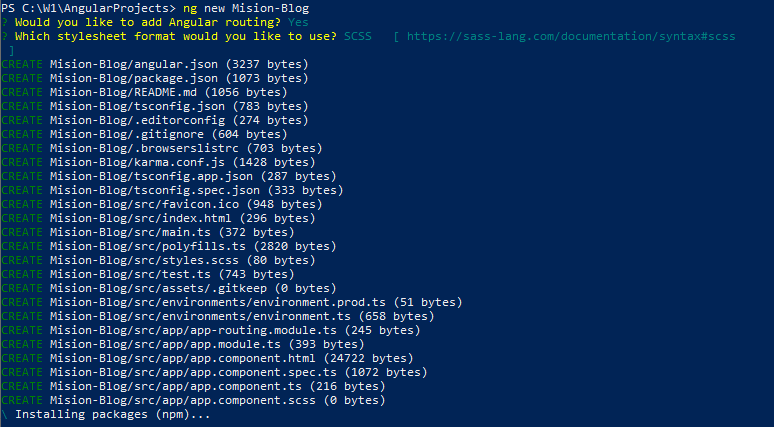 PS C:\W1\AngularProjects> ng new Mision-Blog
? Would you like to add Angular routing? Yes
? Which stylesheet format would you like to use? SCSS   [ https://sass-lang.com/documentation/syntax#scss
 ]
CREATE Mision-Blog/angular.json (3237 bytes)
CREATE Mision-Blog/package.json (1073 bytes)
CREATE Mision-Blog/README.md (1056 bytes)
CREATE Mision-Blog/tsconfig.json (783 bytes)
CREATE Mision-Blog/.editorconfig (274 bytes)
CREATE Mision-Blog/.gitignore (604 bytes)
CREATE Mision-Blog/.browserslistrc (703 bytes)
CREATE Mision-Blog/karma.conf.js (1428 bytes)
CREATE Mision-Blog/tsconfig.app.json (287 bytes)
CREATE Mision-Blog/tsconfig.spec.json (333 bytes)
CREATE Mision-Blog/src/favicon.ico (948 bytes)
CREATE Mision-Blog/src/index.html (296 bytes)
CREATE Mision-Blog/src/main.ts (372 bytes)
CREATE Mision-Blog/src/polyfills.ts (2820 bytes)
CREATE Mision-Blog/src/styles.scss (80 bytes)
CREATE Mision-Blog/src/test.ts (743 bytes)
CREATE Mision-Blog/src/assets/.gitkeep (0 bytes)
CREATE Mision-Blog/src/environments/environment.prod.ts (51 bytes)
CREATE Mision-Blog/src/environments/environment.ts (658 bytes)
CREATE Mision-Blog/src/app/app-routing.module.ts (245 bytes)
CREATE Mision-Blog/src/app/app.module.ts (393 bytes)
CREATE Mision-Blog/src/app/app.component.html (24722 bytes)
CREATE Mision-Blog/src/app/app.component.spec.ts (1072 bytes)
CREATE Mision-Blog/src/app/app.component.ts (216 bytes)
CREATE Mision-Blog/src/app/app.component.scss (0 bytes)
\ Installing packages (npm)...